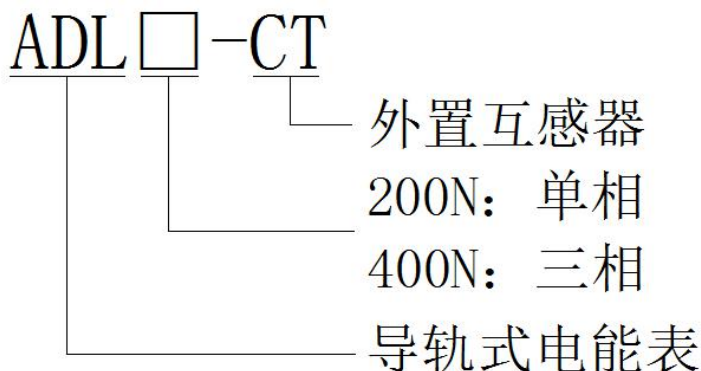 ADL□-CT
外置互感器
200N：单相
400N：三相
导轨式电能表